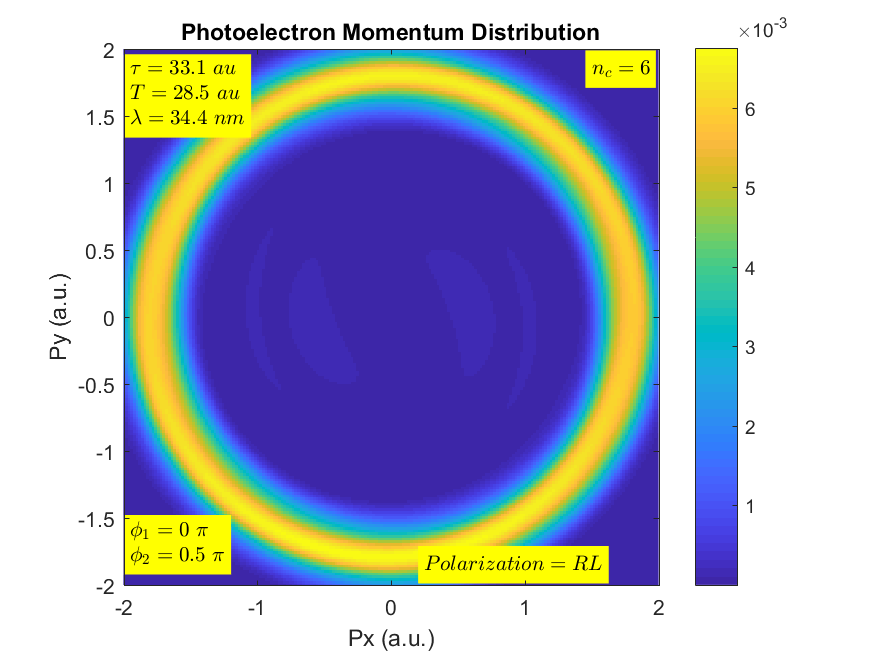 Photoelectron Momentum Distribution
×10⁻³
τ = 33.1 au
T = 28.5 au
λ = 34.4 nm
n_c = 6
2
1.5
1
0.5
0
-0.5
-1
-1.5
-2
Py (a.u.)
ϕ₁ = 0 π
ϕ₂ = 0.5 π
Polarization = RL
-2
-1
0
1
2
Px (a.u.)
6
5
4
3
2
1